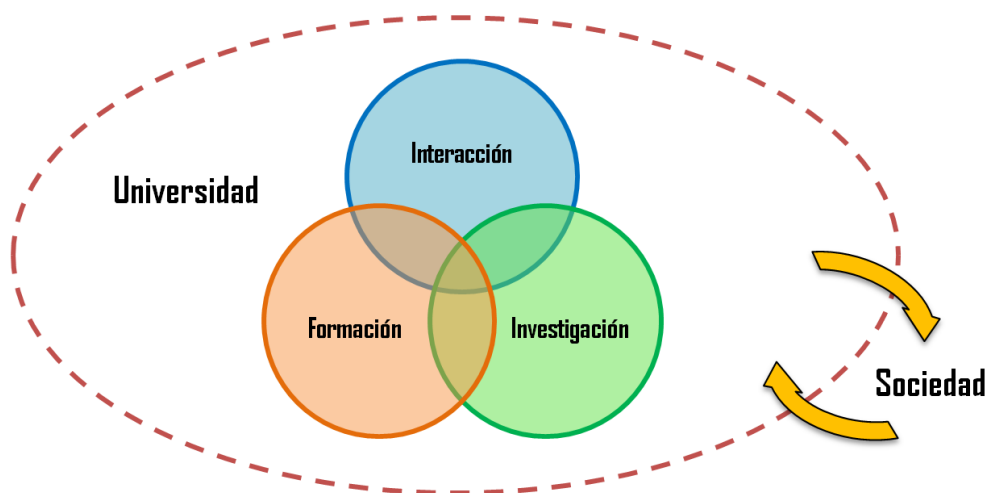 Interacción
Universidad
Formación
Investigación
Sociedad